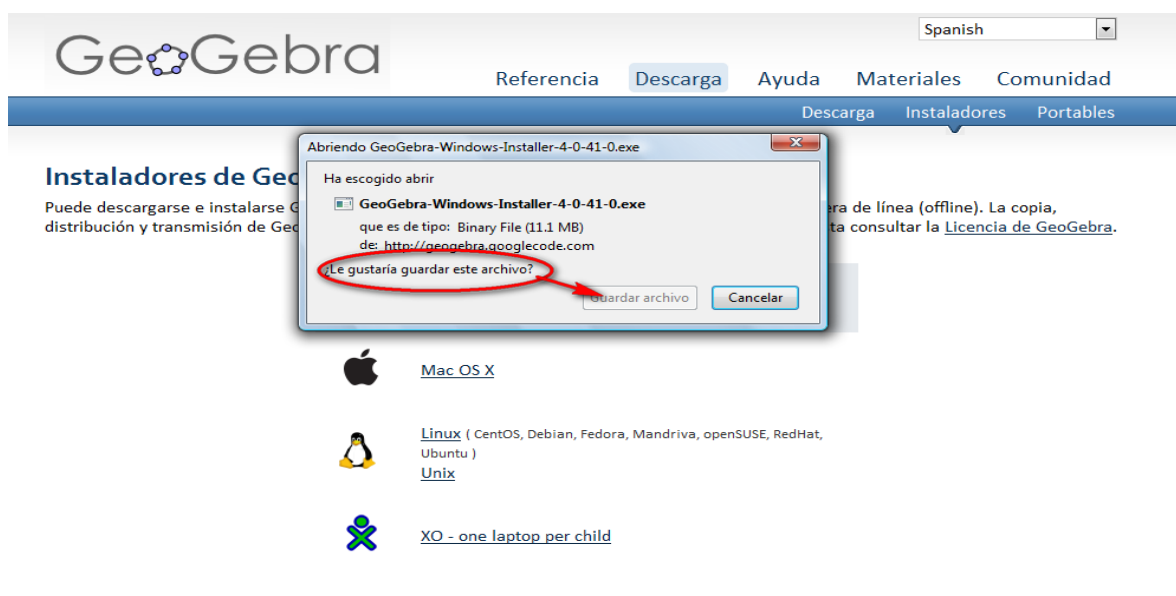 GeoGebra
Spanish
Referencia Descarga Ayuda Materiales Comunidad
Descarga Instaladores Portables
Abriendo GeoGebra-Windows-Installer-4-0-41-0.exe
Ha escogido abrir
GeoGebra-Windows-Installer-4-0-41-0.exe
que es de tipo: Binary File (11.1 MB)
de: http://geogebra.googlecode.com
¿Le gustaría guardar este archivo?
Guardar archivo Cancelar
Instaladores de
Puede descargarse e instalarse de línea (offline). La copia,
distribución y transmisión de consultar la Licencia de GeoGebra.
Mac OS X
Linux ( CentOS, Debian, Fedora, Mandriva, openSUSE, RedHat,
Ubuntu )
Unix
XO - one laptop per child